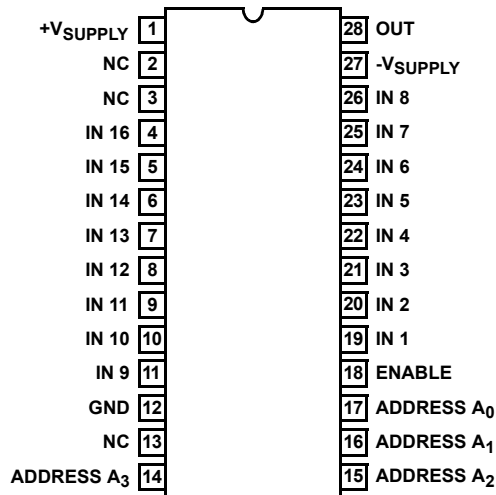 +VSUPPLY 1 28 OUT
NC 2 27 -VSUPPLY
NC 3 26 IN 8
IN 16 4 25 IN 7
IN 15 5 24 IN 6
IN 14 6 23 IN 5
IN 13 7 22 IN 4
IN 12 8 21 IN 3
IN 11 9 20 IN 2
IN 10 10 19 IN 1
IN 9 11 18 ENABLE
GND 12 17 ADDRESS A0
NC 13 16 ADDRESS A1
ADDRESS A3 14 15 ADDRESS A2